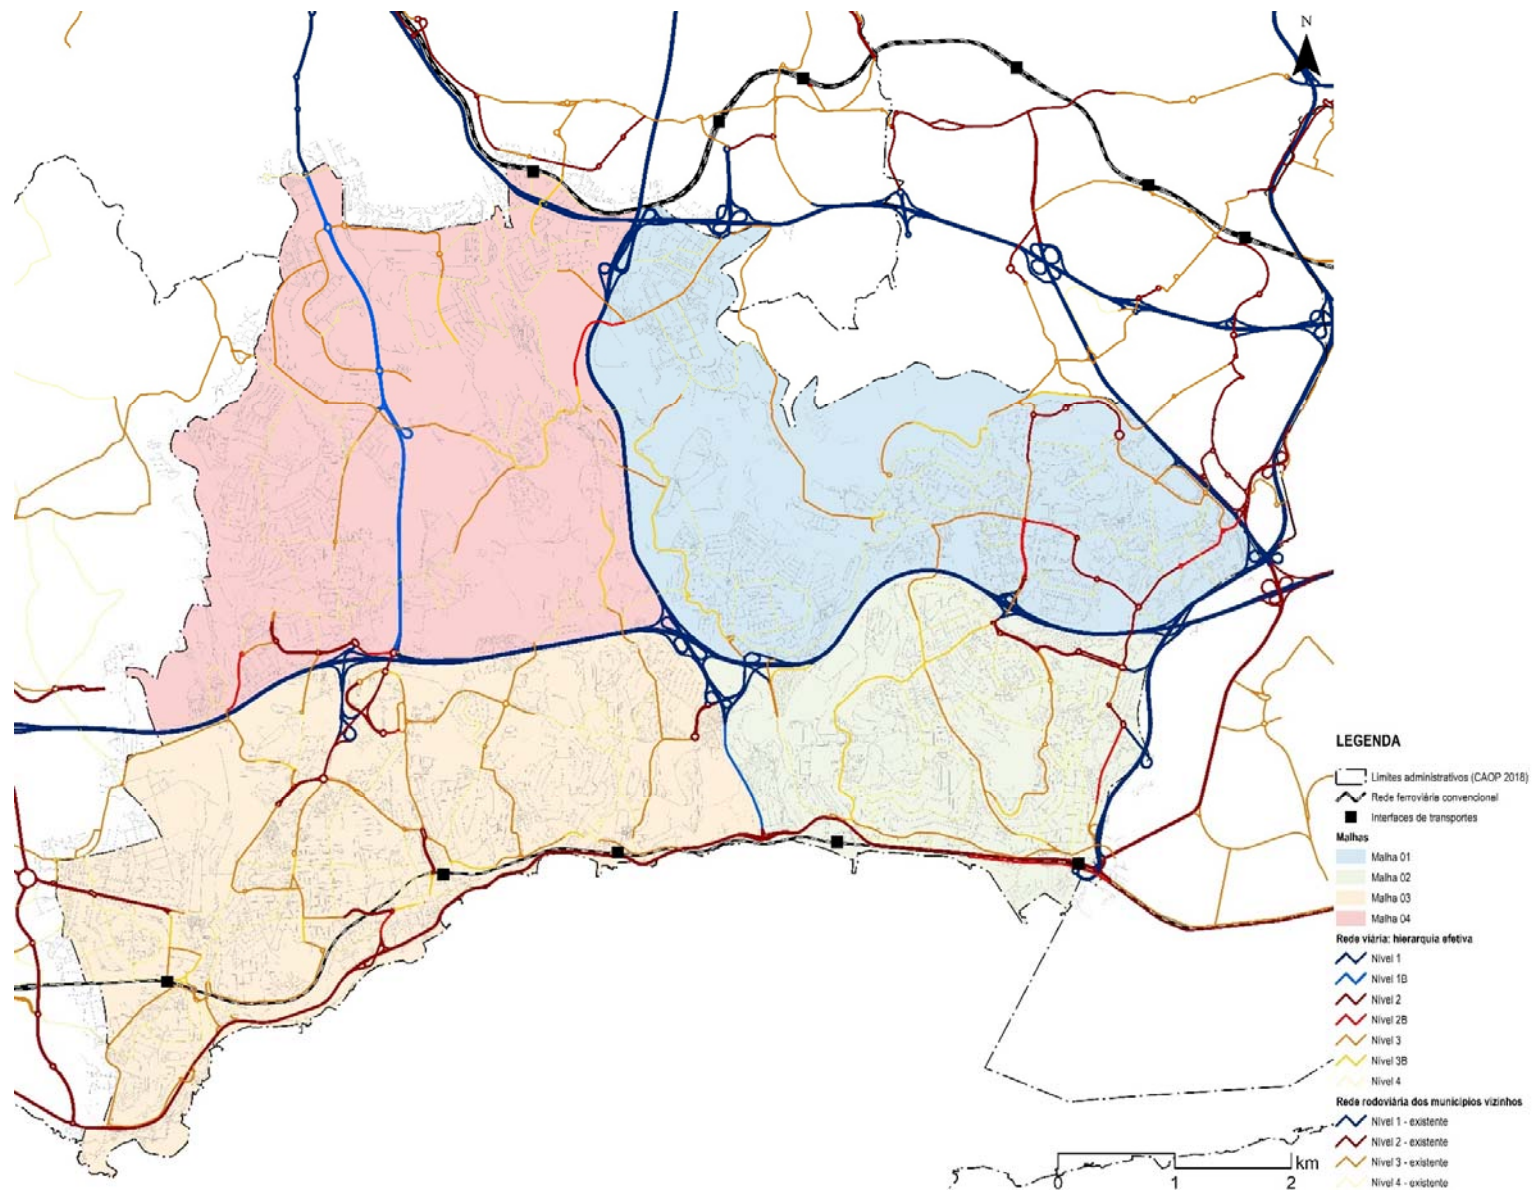 N
LEGENDA
Limites administrativos (CAOP 2018)
Rede ferroviária convencional
Interfaces de transportes
Malhas
Malha 01
Malha 02
Malha 03
Malha 04
Rede viária: hierarquia efetiva
Nível 1
Nível 1B
Nível 2
Nível 2B
Nível 3
Nível 3B
Nível 4
Rede rodoviária dos municípios vizinhos
Nível 1 - existente
Nível 2 - existente
Nível 3 - existente
Nível 4 - existente
km
0 1 2